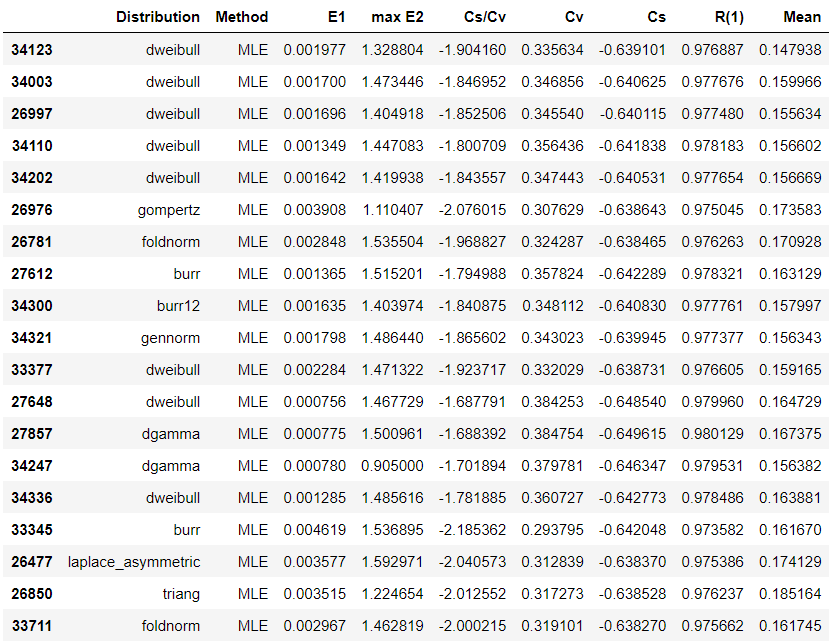 Distribution Method E1 max E2 Cs/Cv Cv Cs R(1) Mean
34123 dweibull MLE 0.001977 1.328804 -1.904160 0.335634 -0.639101 0.976887 0.147938
34003 dweibull MLE 0.001700 1.473446 -1.846952 0.346856 -0.640625 0.977676 0.159966
26997 dweibull MLE 0.001696 1.404918 -1.852506 0.345540 -0.640115 0.977480 0.155634
34110 dweibull MLE 0.001349 1.447083 -1.800709 0.356436 -0.641838 0.978183 0.156602
34202 dweibull MLE 0.001642 1.419938 -1.843557 0.347443 -0.640531 0.977654 0.156669
26976 gompertz MLE 0.003908 1.110407 -2.076015 0.307629 -0.638643 0.975045 0.173583
26781 foldnorm MLE 0.002848 1.535504 -1.968827 0.324287 -0.638465 0.976263 0.170928
27612 burr MLE 0.001365 1.515201 -1.794988 0.357824 -0.642289 0.978321 0.163129
34300 burr12 MLE 0.001635 1.403974 -1.840875 0.348112 -0.640830 0.977761 0.157997
34321 gennorm MLE 0.001798 1.486440 -1.865602 0.343023 -0.639945 0.977377 0.156343
33377 dweibull MLE 0.002284 1.471322 -1.923717 0.332029 -0.638731 0.976605 0.159165
27648 dweibull MLE 0.000756 1.467729 -1.687791 0.384253 -0.648540 0.979960 0.164729
27857 dgamma MLE 0.000775 1.500961 -1.688392 0.384754 -0.649615 0.980129 0.167375
34247 dgamma MLE 0.000780 0.905000 -1.701894 0.379781 -0.646347 0.979531 0.156382
34336 dweibull MLE 0.001285 1.485616 -1.781885 0.360727 -0.642773 0.978486 0.163881
33345 burr MLE 0.004619 1.536895 -2.185362 0.293795 -0.642048 0.973582 0.161670
26477 laplace_asymmetric MLE 0.003577 1.592971 -2.040573 0.312839 -0.638370 0.975386 0.174129
26850 triang MLE 0.003515 1.224654 -2.012552 0.317273 -0.638528 0.976237 0.185164
33711 foldnorm MLE 0.002967 1.462819 -2.000215 0.319101 -0.638270 0.975662 0.161745